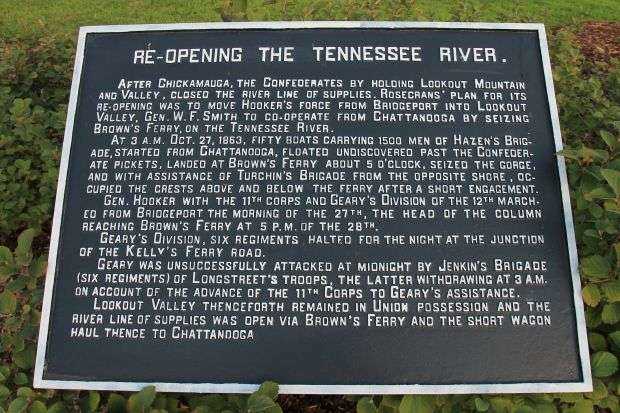 RE-OPENING THE TENNESSEE RIVER.
AFTER CHICKAMAUGA, THE CONFEDERATES BY HOLDING LOOKOUT MOUNTAIN
AND VALLEY, CLOSED THE RIVER LINE OF SUPPLIES. ROSECRANS' PLAN FOR ITS
RE-OPENING WAS TO MOVE HOOKER'S FORCE FROM BRIDGEPORT INTO LOOKOUT
VALLEY, GEN. W. F. SMITH TO CO-OPERATE FROM CHATTANOOGA BY SEIZING
BROWN'S FERRY, ON THE TENNESSEE RIVER.
AT 3 A.M. OCT. 27, 1863, FIFTY BOATS CARRYING 1500 MEN OF HAZEN'S BRIG-
ADE, STARTED FROM CHATTANOOGA, FLOATED UNDISCOVERED PAST THE CONFEDER-
ATE PICKETS, LANDED AT BROWN'S FERRY ABOUT 5 O'CLOCK, SEIZED THE GORGE,
AND WITH ASSISTANCE OF TURCHIN'S BRIGADE FROM THE OPPOSITE SHORE, OC-
CUPIED THE CRESTS ABOVE AND BELOW THE FERRY AFTER A SHORT ENGAGEMENT.
GEN. HOOKER WITH THE 11TH CORPS AND GEARY'S DIVISION OF THE 12TH MARCH-
ED FROM BRIDGEPORT THE MORNING OF THE 27TH, THE HEAD OF THE COLUMN
REACHING BROWN'S FERRY AT 5 P.M. OF THE 28TH.
GEARY'S DIVISION, SIX REGIMENTS HALTED FOR THE NIGHT AT THE JUNCTION
OF THE KELLY'S FERRY ROAD.
GEARY WAS UNSUCCESSFULLY ATTACKED AT MIDNIGHT BY JENKIN'S BRIGADE
(SIX REGIMENTS) OF LONGSTREET'S TROOPS, THE LATTER WITHDRAWING AT 3 A.M.
ON ACCOUNT OF THE ADVANCE OF THE 11TH CORPS TO GEARY'S ASSISTANCE.
LOOKOUT VALLEY THENCEFORTH REMAINED IN UNION POSSESSION AND THE
RIVER LINE OF SUPPLIES WAS OPEN VIA BROWN'S FERRY AND THE SHORT WAGON
HAUL THENCE TO CHATTANOOGA